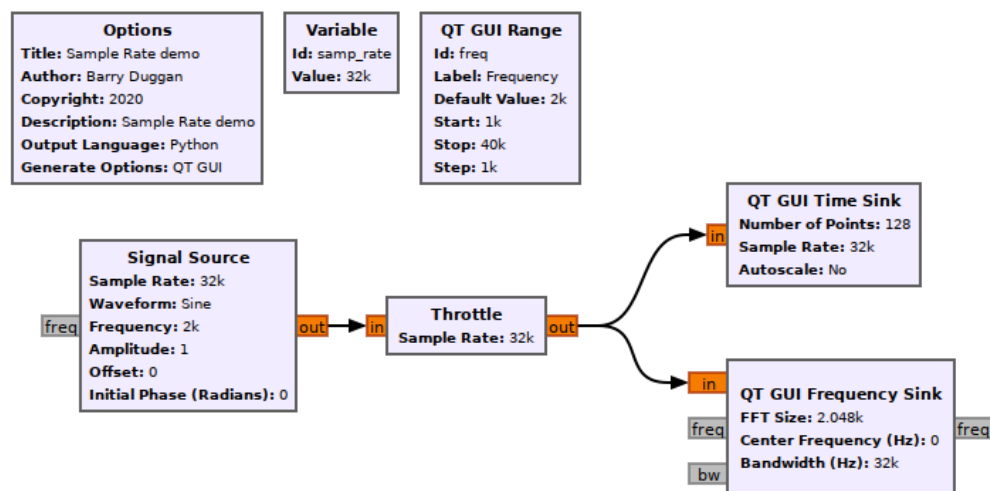 Options
Title: Sample Rate demo
Author: Barry Duggan
Copyright: 2020
Description: Sample Rate demo
Output Language: Python
Generate Options: QT GUI
Variable
Id: samp_rate
Value: 32k
QT GUI Range
Id: freq
Label: Frequency
Default Value: 2k
Start: 1k
Stop: 40k
Step: 1k
Signal Source
Sample Rate: 32k
Waveform: Sine
Frequency: 2k
Amplitude: 1
Offset: 0
Initial Phase (Radians): 0
freq
out
in
Throttle
Sample Rate: 32k
out
in
QT GUI Time Sink
Number of Points: 128
Sample Rate: 32k
Autoscale: No
in
freq
bw
QT GUI Frequency Sink
FFT Size: 2.048k
Center Frequency (Hz): 0
Bandwidth (Hz): 32k
freq